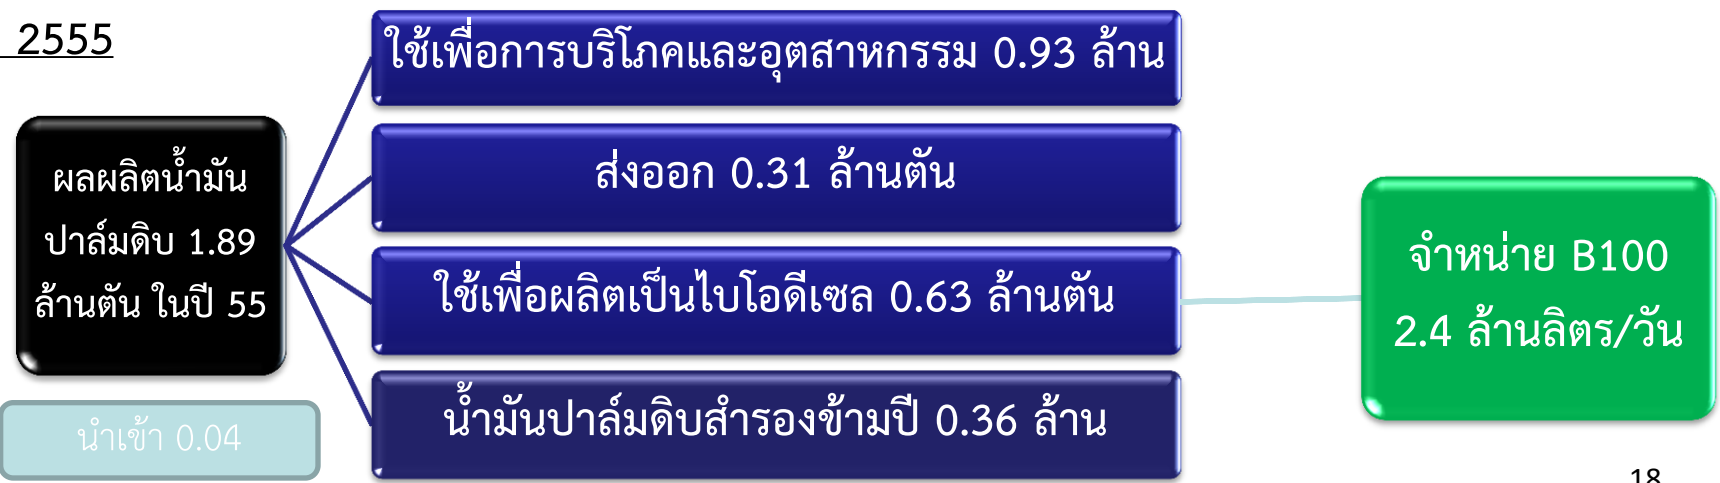 2555
ใช้เพื่อการบริโภคและอุตสาหกรรม 0.93 ล้าน
ผลผลิตน้ำมัน
ปาล์มดิบ 1.89
ล้านตัน ในปี 55
ส่งออก 0.31 ล้านตัน
ใช้เพื่อผลิตเป็นไบโอดีเซล 0.63 ล้านตัน
น้ำมันปาล์มดิบสำรองข้ามปี 0.36 ล้าน
นำเข้า 0.04
จำหน่าย B100
2.4 ล้านลิตร/วัน
18